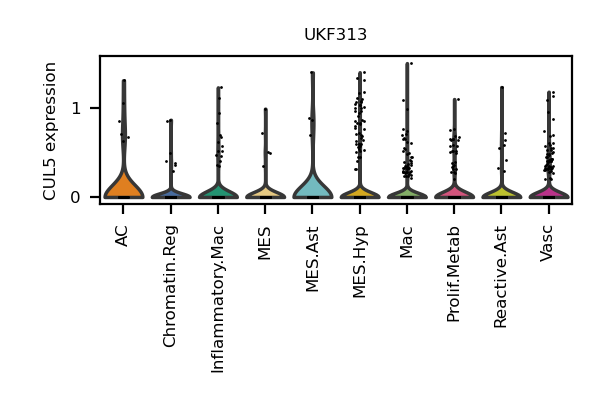 UKF313
CUL5 expression
1
0
AC
Chromatin.Reg
Inflammatory.Mac
MES
MES.Ast
MES.Hyp
Mac
Prolif.Metab
Reactive.Ast
Vasc